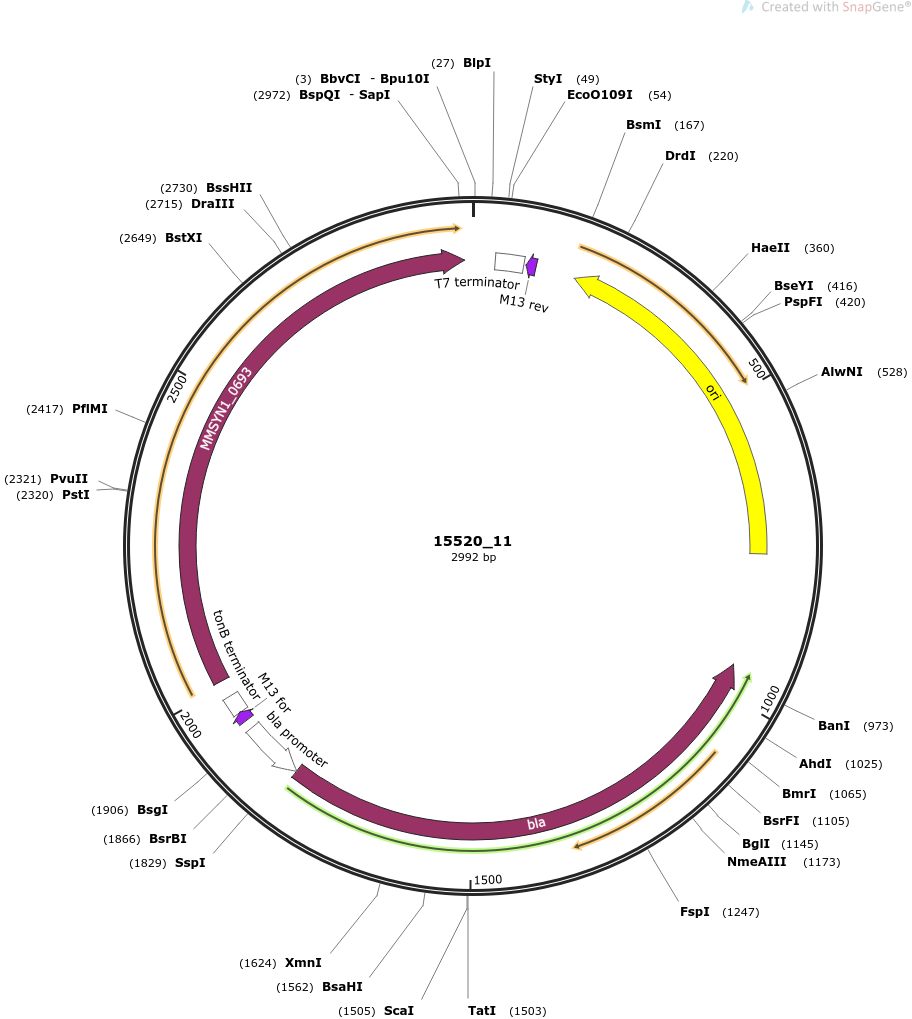 Created with SnapGene®
(27) BlpI
(3) BbvCI - Bpu10I
(2972) BspQI - SapI
StyI (49)
EcoO109I (54)
BsmI (167)
DrdI (220)
(2730) BssHII
(2715) DraIII
(2649) BstXI
HaeII (360)
BseYI (416)
PspFI (420)
AlwNI (528)
T7 terminator
M13 rev
ori
500
2500
MMSYN1_0693
(2417) PflMI
(2321) PvuII
(2320) PstI
15520_11
2992 bp
tonB terminator
M13 for
bla promoter
2000
1000
BanI (973)
AhdI (1025)
BmrI (1065)
BsrFI (1105)
BglI (1145)
NmeAIII (1173)
FspI (1247)
bla
1500
(1906) BsgI
(1866) BsrBI
(1829) SspI
(1624) XmnI
(1562) BsaHI
(1505) ScaI
TatI (1503)